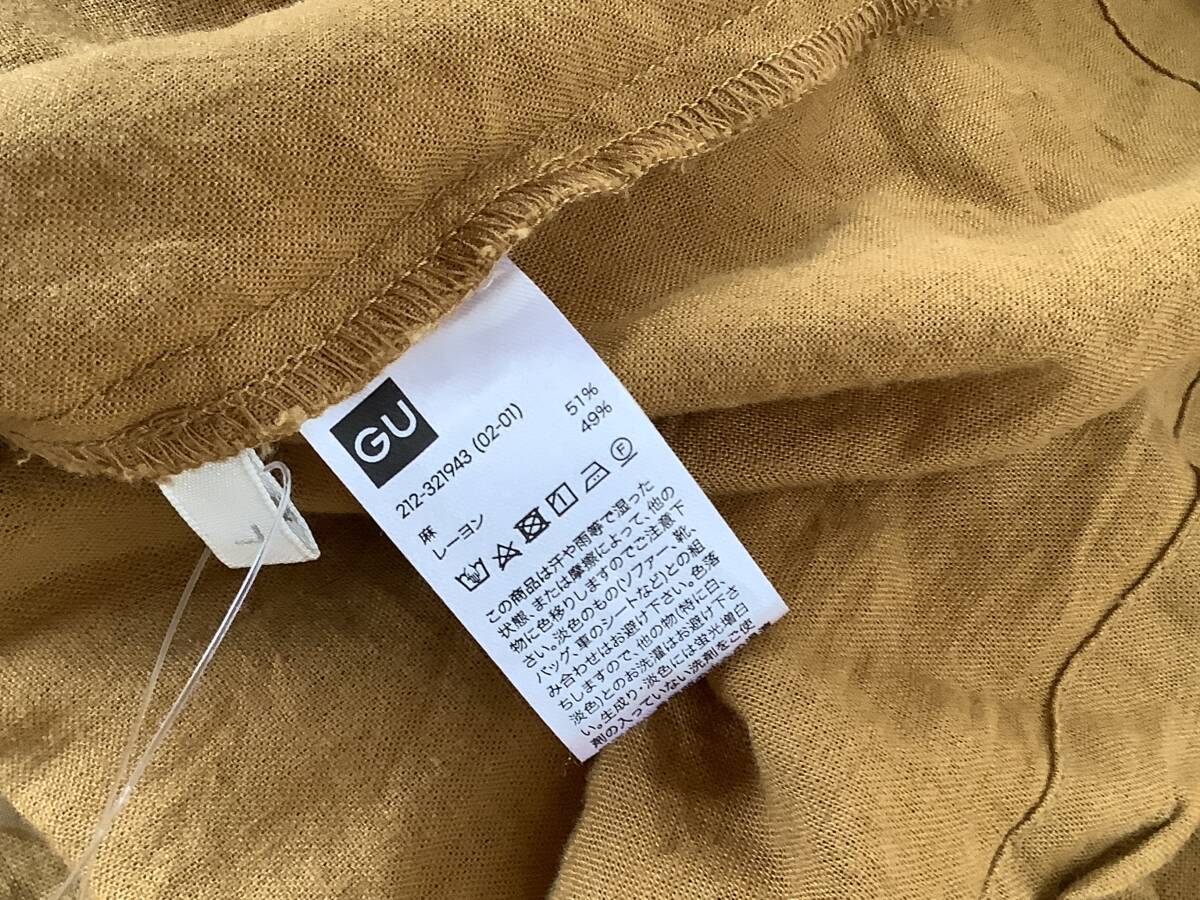 GU
212-321943 (02-01)
麻 51%
レーヨン 49%
F
この商品は汗や雨等で湿った
状態、または摩擦によって、他の
物に色移りしますのでご注意下
さい。淡色のもの(ソファー、靴、
バッグ、車のシートなど)との組
み合わせはお避け下さい。色落
ちしますので、他の物(特に白、
淡色)とのお洗濯はお避け下さ
い。生成り・淡色には蛍光増白
剤の入っていない洗剤をご使